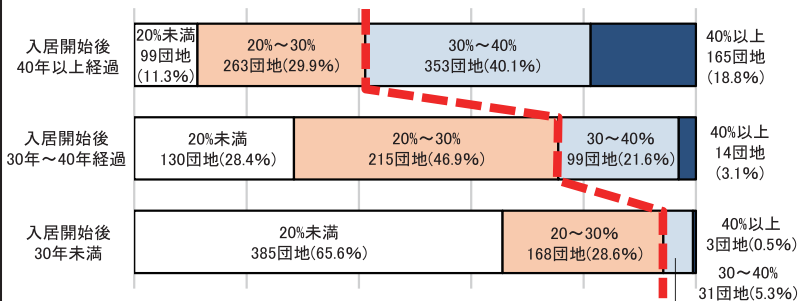 入居開始後
40年以上経過
20%未満
99団地
(11.3%)
20%～30%
263団地(29.9%)
30%～40%
353団地(40.1%)
40%以上
165団地
(18.8%)
入居開始後
30年～40年経過
20%未満
130団地(28.4%)
20%～30%
215団地(46.9%)
30～40%
99団地(21.6%)
40%以上
14団地
(3.1%)
入居開始後
30年未満
20%未満
385団地(65.6%)
20～30%
168団地(28.6%)
40%以上
3団地(0.5%)
30～40%
31団地(5.3%)